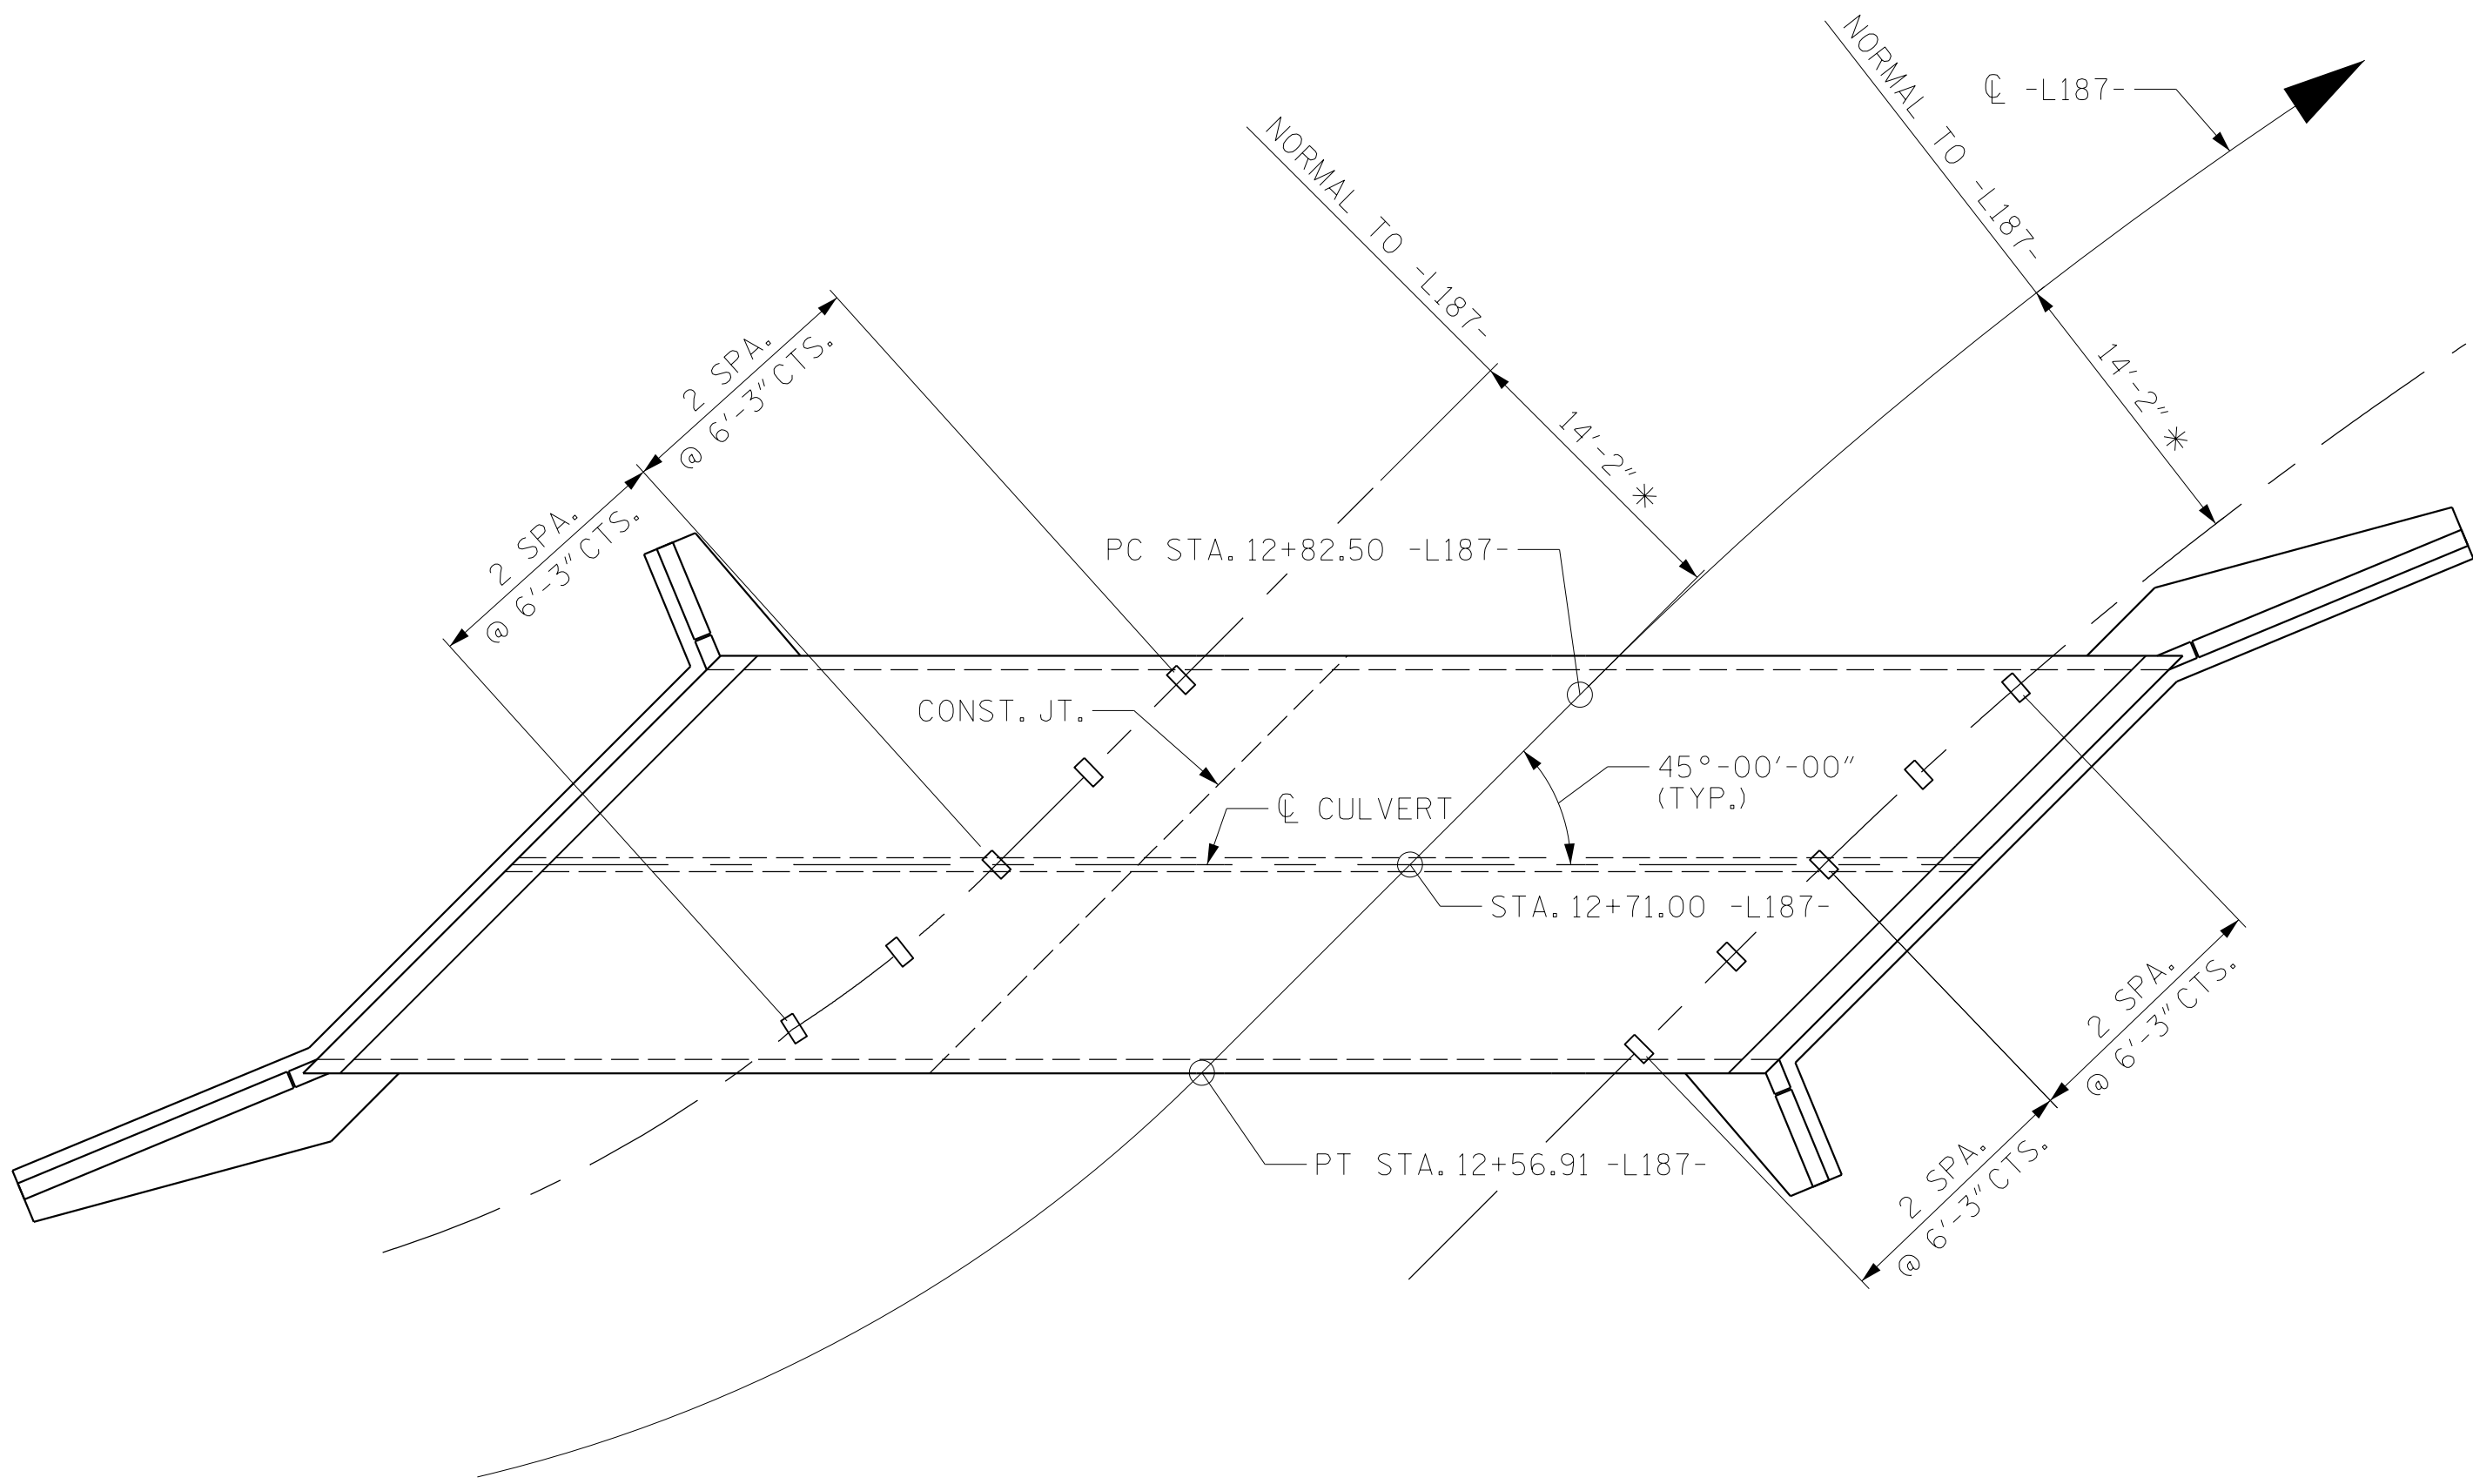 NORMAL TO -L187-
℄ -L187-
NORMAL TO -L187-
14'-2" *
14'-2" *
2 SPA.
@ 6'-3" CTS.
2 SPA.
@ 6'-3" CTS.
PC STA. 12+82.50 -L187-
CONST. JT.
45°-00'-00"
(TYP.)
℄ CULVERT
STA. 12+71.00 -L187-
2 SPA.
@ 6'-3" CTS.
2 SPA.
@ 6'-3" CTS.
PT STA. 12+56.91 -L187-